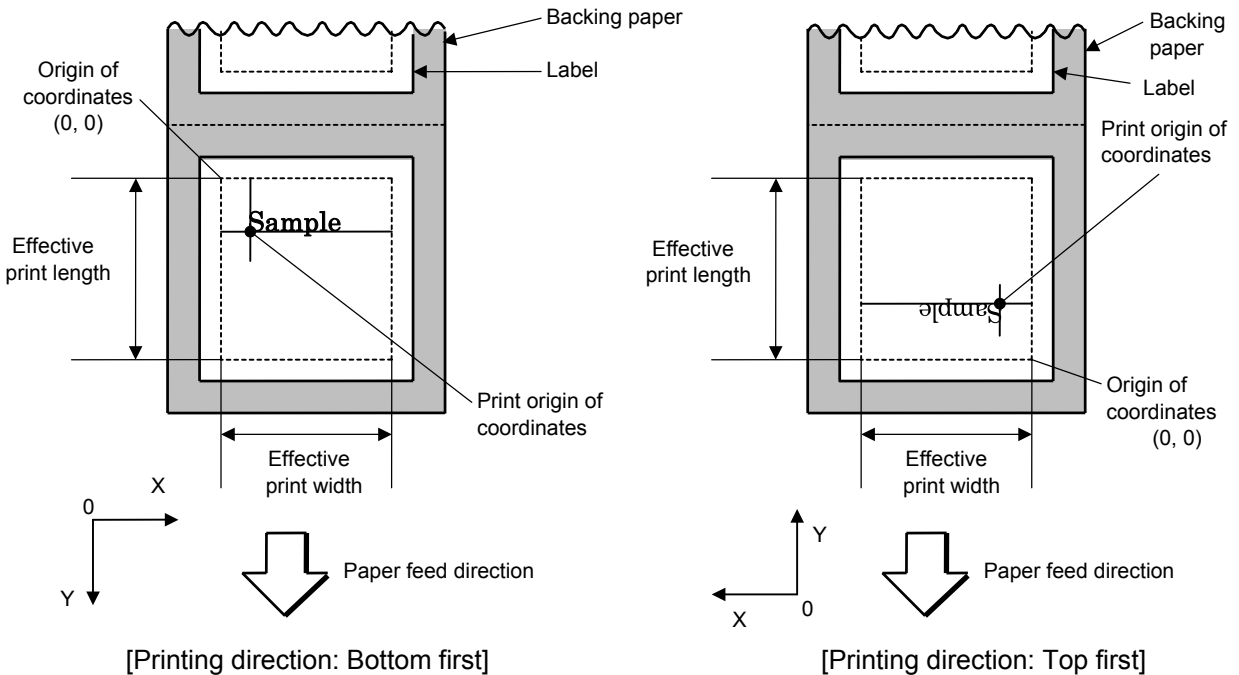 Backing paper
Label
Origin of
coordinates
(0, 0)
Sample
Effective
print length
Print origin of
coordinates
Effective
print width
X
0
Y
Paper feed direction
[Printing direction: Bottom first]
Backing
paper
Label
Print origin of
coordinates
Effective
print length
Sample
Origin of
coordinates
(0, 0)
Effective
print width
Y
X
0
Paper feed direction
[Printing direction: Top first]